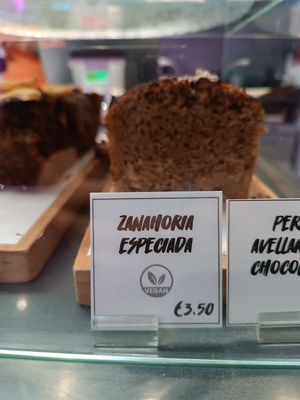 ZANAHORIA
ESPECIADA
VEGAN
€3.50
PER
AVELLAN
CHOCOL